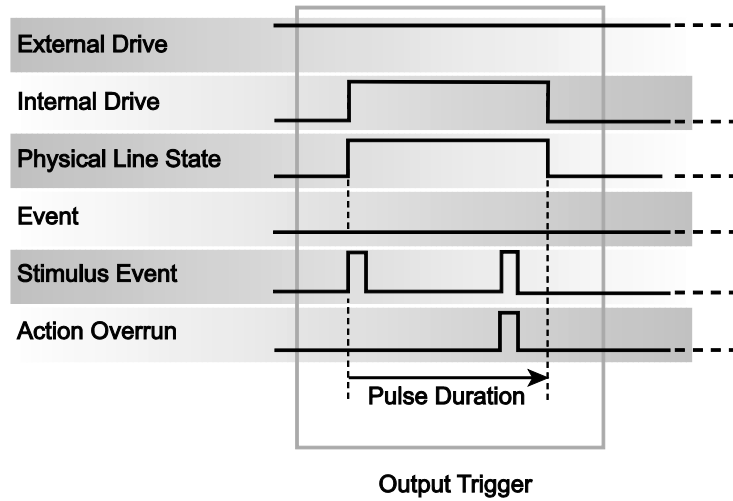 External Drive
Internal Drive
Physical Line State
Event
Stimulus Event
Action Overrun
Pulse Duration
Output Trigger